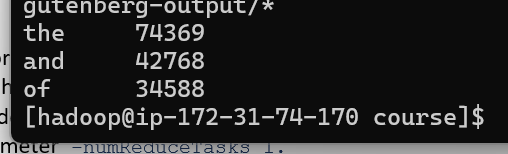 gutenberg-output/*
the 74369
and 42768
of 34588
[hadoop@ip-172-31-74-170 course]$
meter -numReduceTasks 1.